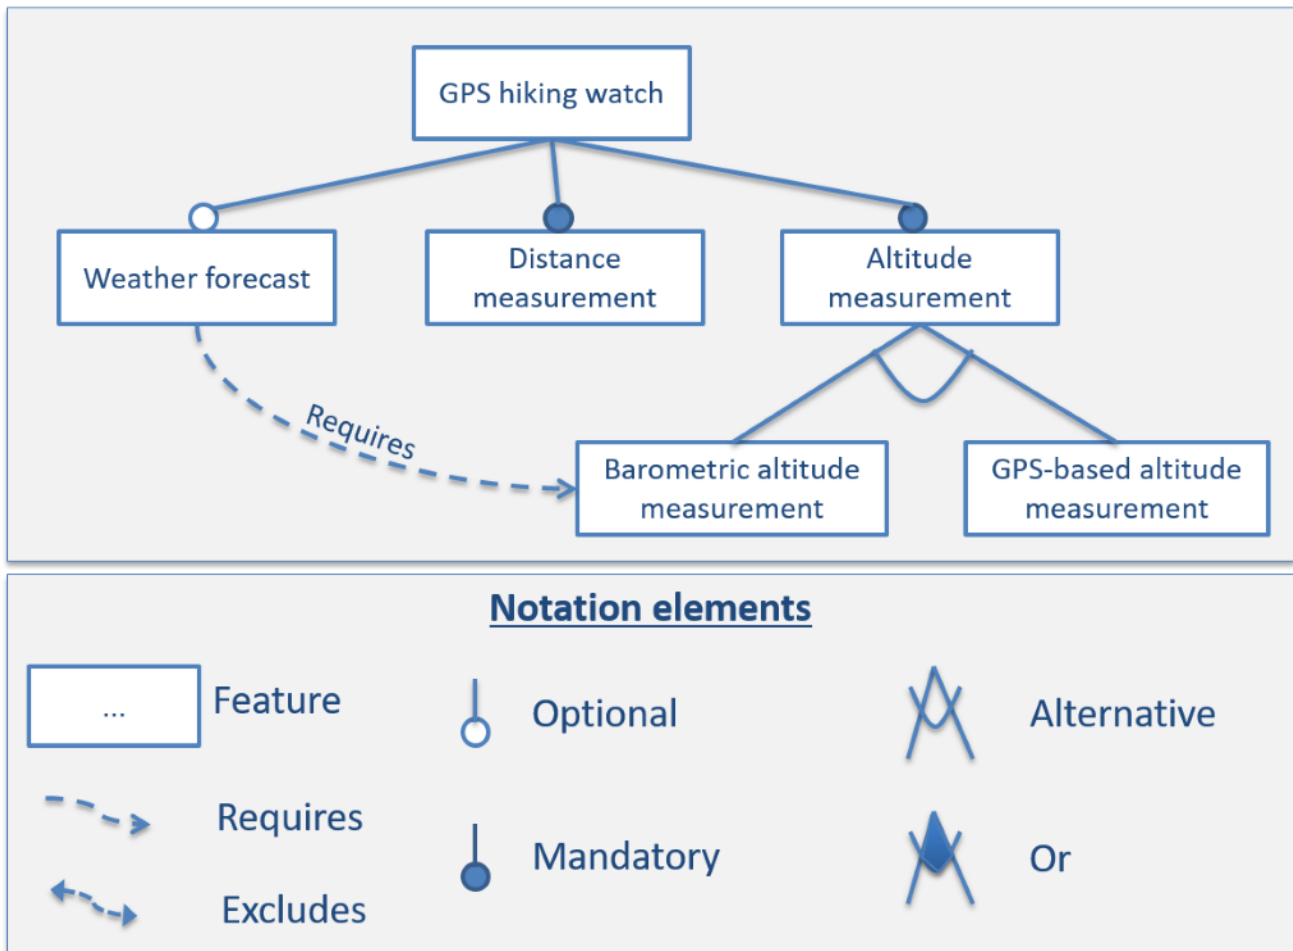 GPS hiking watch
Weather forecast
Distance
measurement
Altitude
measurement
Requires
Barometric altitude
measurement
GPS-based altitude
measurement
Notation elements
...
Feature
Optional
Alternative
Requires
Mandatory
Or
Excludes